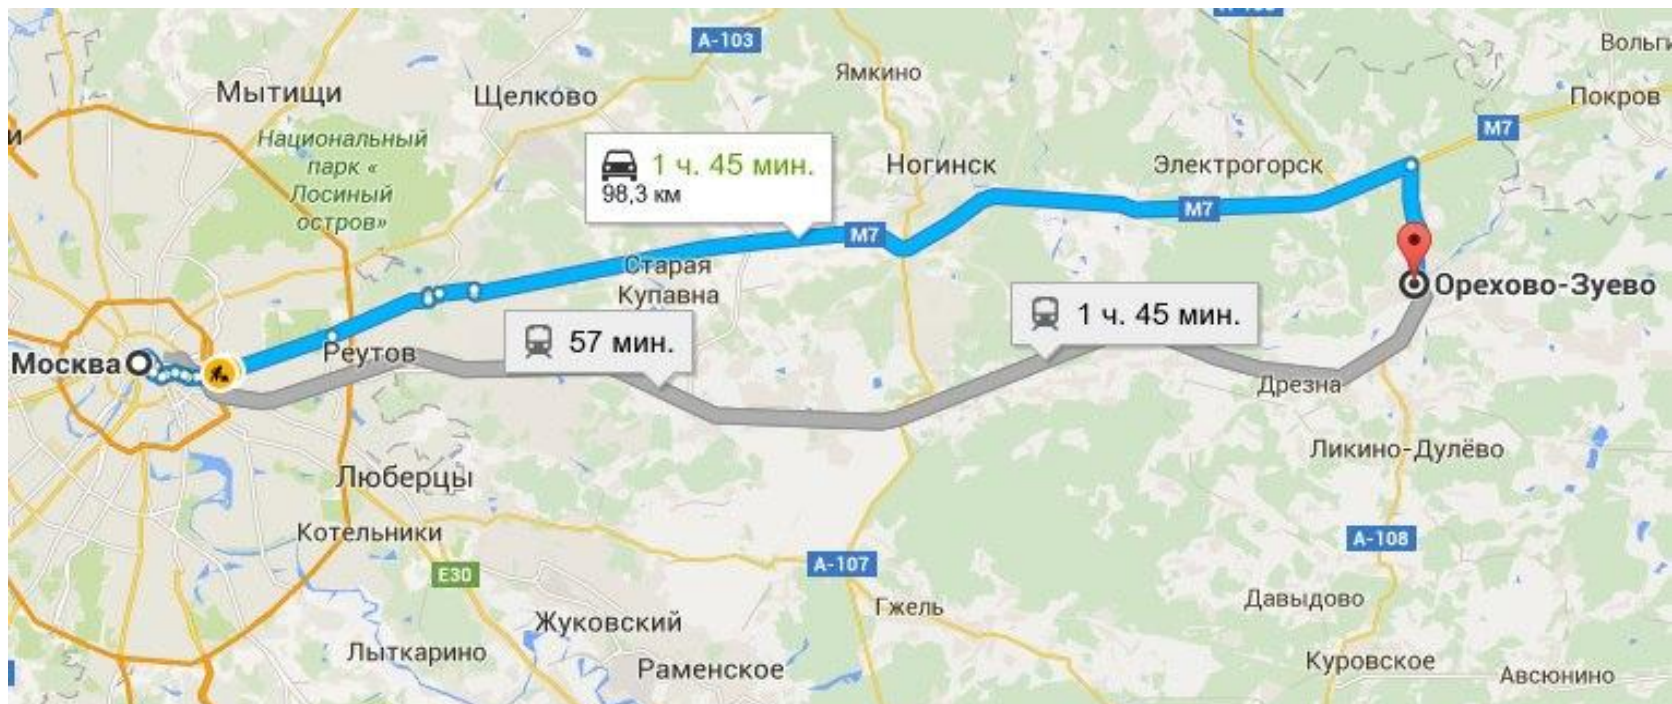 А-103
Ямкино
Вольги
Мытищи
Щелково
Покров
М7
и
Национальный
парк «
Лосиный
остров»
1 ч. 45 мин.
98,3 км
Ногинск
Электрогорск
М7
М7
Старая
Купавна
Орехово-Зуево
1 ч. 45 мин.
57 мин.
Реутов
Москва
Дрезна
Ликино-Дулёво
Люберцы
Котельники
А-108
А-107
Е30
Гжель
Давыдово
Жуковский
Лыткарино
Раменское
Куровское
Авсюнино